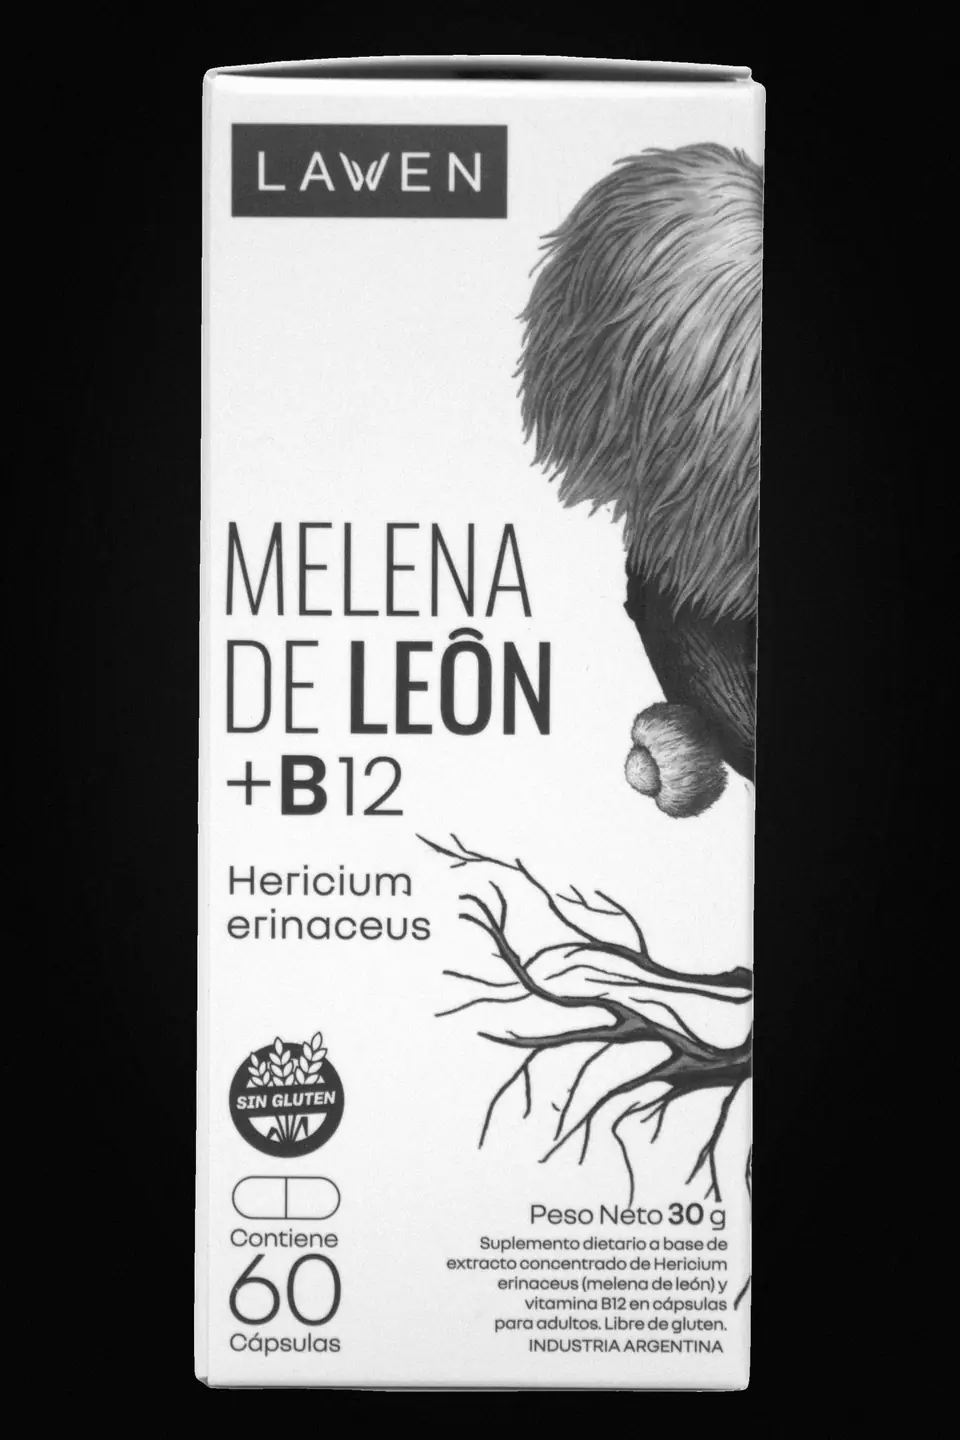 LAWEN
MELENA
DE LEÔN
+B12
Hericium
erinaceus
SIN GLUTEN
Contiene
60
Cápsulas
Peso Neto 30 g
Suplemento dietario a base de
extracto concentrado de Hericium
erinaceus (melena de león) y
vitamina B12 en cápsulas
para adultos. Libre de gluten.
INDUSTRIA ARGENTINA